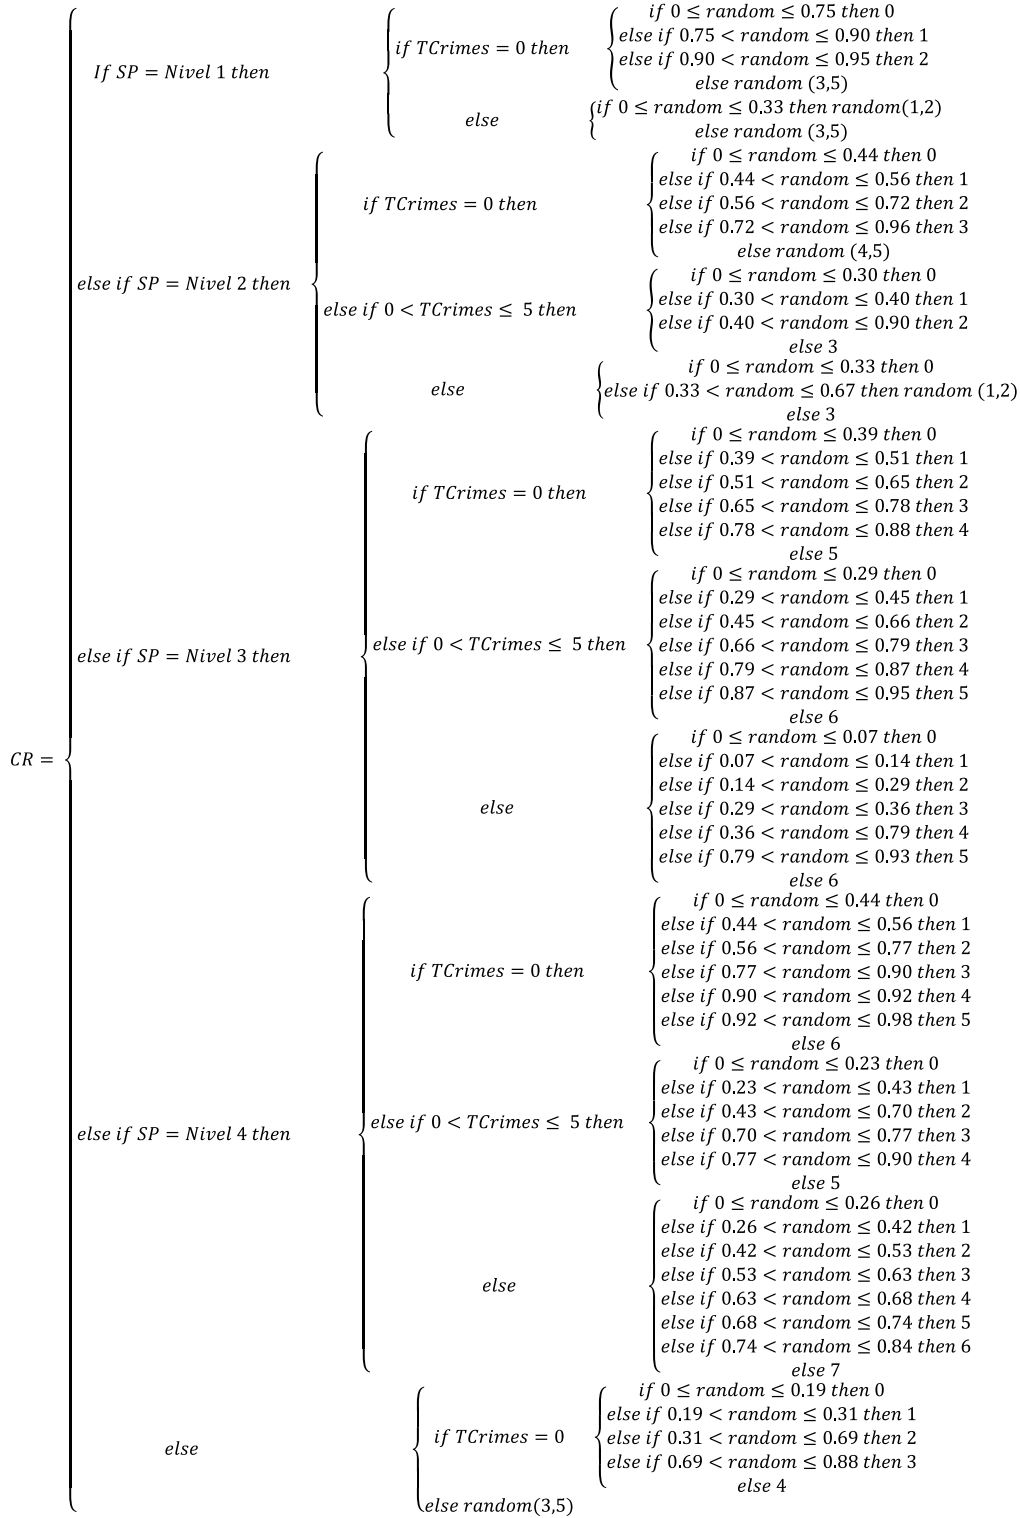 CR =
If SP = Nivel 1 then
if TCrimes = 0 then
if 0 ≤ random ≤ 0.75 then 0
else if 0.75 < random ≤ 0.90 then 1
else if 0.90 < random ≤ 0.95 then 2
else random (3,5)
else
if 0 ≤ random ≤ 0.33 then random(1,2)
else random (3,5)
else if SP = Nivel 2 then
if TCrimes = 0 then
if 0 ≤ random ≤ 0.44 then 0
else if 0.44 < random ≤ 0.56 then 1
else if 0.56 < random ≤ 0.72 then 2
else if 0.72 < random ≤ 0.96 then 3
else random (4,5)
else if 0 < TCrimes ≤ 5 then
if 0 ≤ random ≤ 0.30 then 0
else if 0.30 < random ≤ 0.40 then 1
else if 0.40 < random ≤ 0.90 then 2
else 3
else
if 0 ≤ random ≤ 0.33 then 0
else if 0.33 < random ≤ 0.67 then random (1,2)
else 3
else if SP = Nivel 3 then
if TCrimes = 0 then
if 0 ≤ random ≤ 0.39 then 0
else if 0.39 < random ≤ 0.51 then 1
else if 0.51 < random ≤ 0.65 then 2
else if 0.65 < random ≤ 0.78 then 3
else if 0.78 < random ≤ 0.88 then 4
else 5
else if 0 < TCrimes ≤ 5 then
if 0 ≤ random ≤ 0.29 then 0
else if 0.29 < random ≤ 0.45 then 1
else if 0.45 < random ≤ 0.66 then 2
else if 0.66 < random ≤ 0.79 then 3
else if 0.79 < random ≤ 0.87 then 4
else if 0.87 < random ≤ 0.95 then 5
else 6
else
if 0 ≤ random ≤ 0.07 then 0
else if 0.07 < random ≤ 0.14 then 1
else if 0.14 < random ≤ 0.29 then 2
else if 0.29 < random ≤ 0.36 then 3
else if 0.36 < random ≤ 0.79 then 4
else if 0.79 < random ≤ 0.93 then 5
else 6
else if SP = Nivel 4 then
if TCrimes = 0 then
if 0 ≤ random ≤ 0.44 then 0
else if 0.44 < random ≤ 0.56 then 1
else if 0.56 < random ≤ 0.77 then 2
else if 0.77 < random ≤ 0.90 then 3
else if 0.90 < random ≤ 0.92 then 4
else if 0.92 < random ≤ 0.98 then 5
else 6
else if 0 < TCrimes ≤ 5 then
if 0 ≤ random ≤ 0.23 then 0
else if 0.23 < random ≤ 0.43 then 1
else if 0.43 < random ≤ 0.70 then 2
else if 0.70 < random ≤ 0.77 then 3
else if 0.77 < random ≤ 0.90 then 4
else 5
else
if 0 ≤ random ≤ 0.26 then 0
else if 0.26 < random ≤ 0.42 then 1
else if 0.42 < random ≤ 0.53 then 2
else if 0.53 < random ≤ 0.63 then 3
else if 0.63 < random ≤ 0.68 then 4
else if 0.68 < random ≤ 0.74 then 5
else if 0.74 < random ≤ 0.84 then 6
else 7
else
if TCrimes = 0
if 0 ≤ random ≤ 0.19 then 0
else if 0.19 < random ≤ 0.31 then 1
else if 0.31 < random ≤ 0.69 then 2
else if 0.69 < random ≤ 0.88 then 3
else 4
else random(3,5)